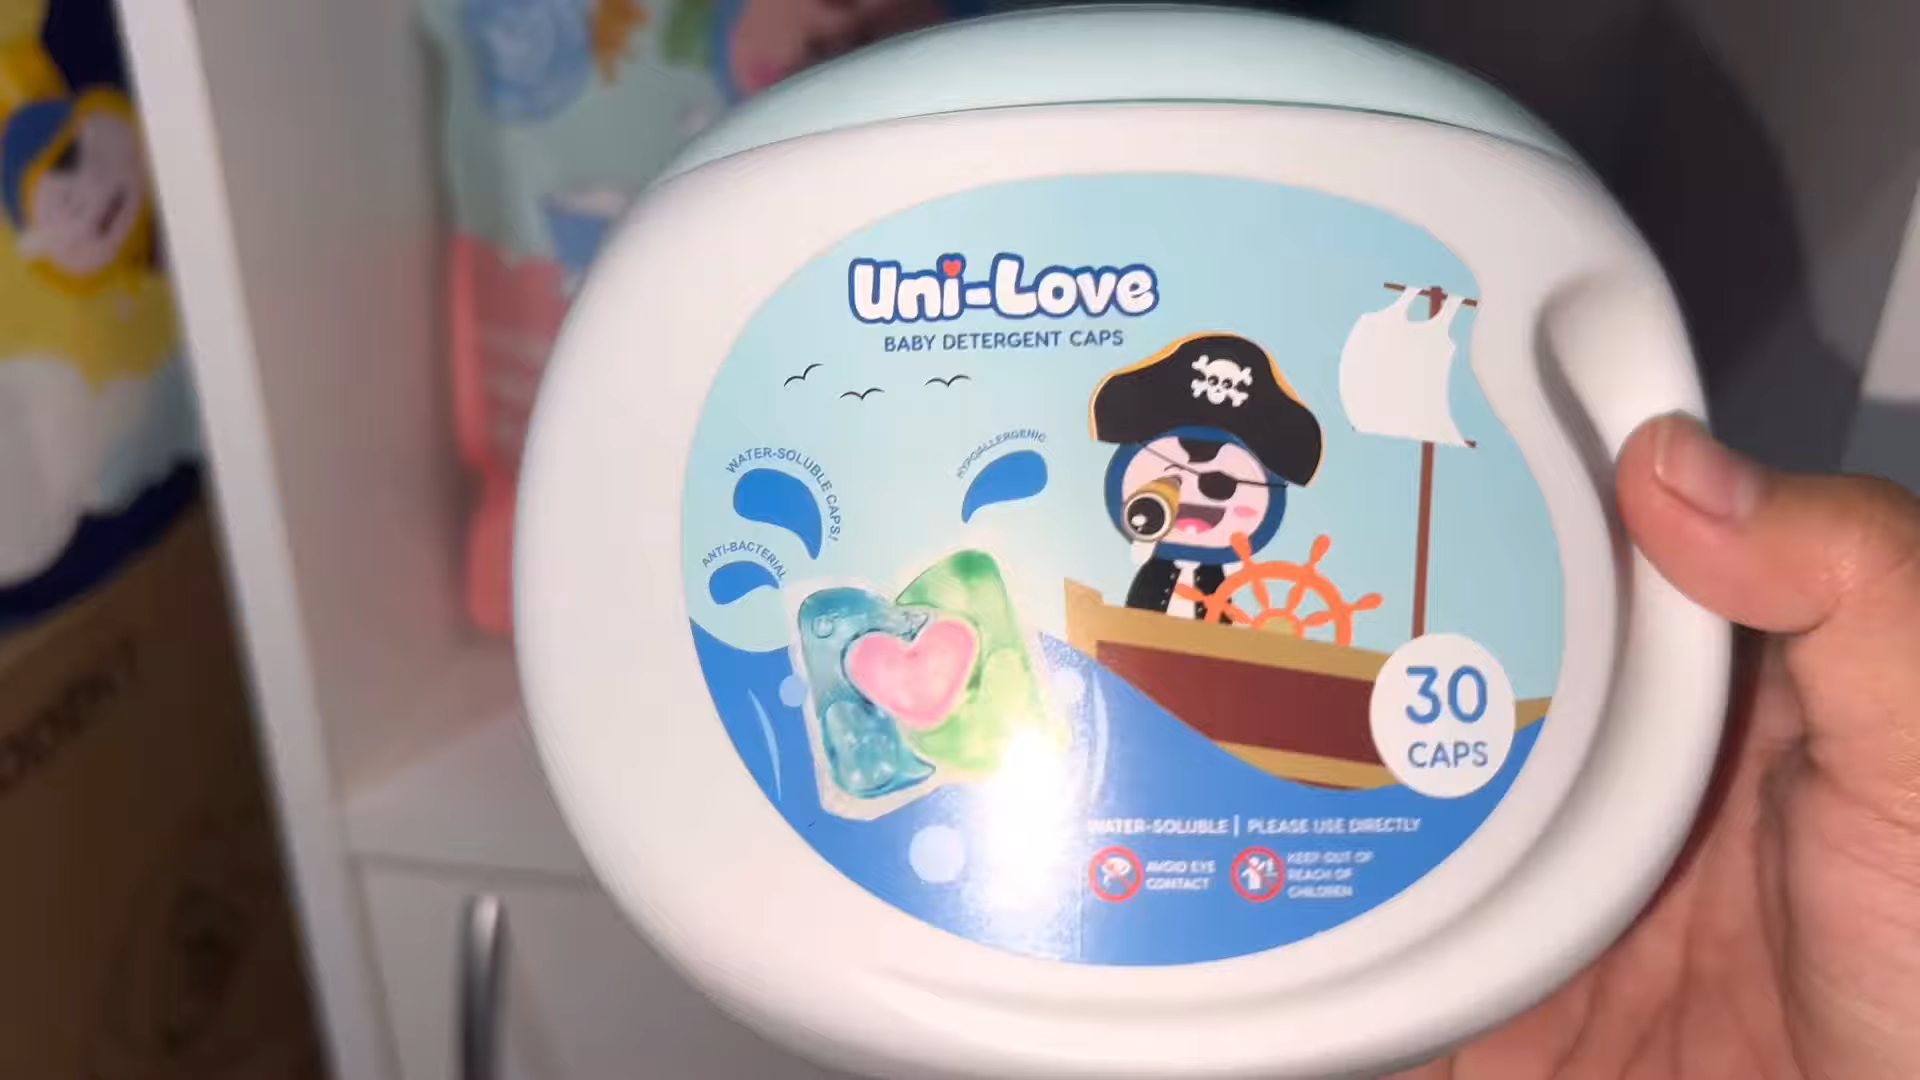 Uni-Love
BABY DETERGENT CAPS
WATER-SOLUBLE CAPS!
HYPOALLERGENIC
ANTI-BACTERIAL
30
CAPS
WATER-SOLUBLE | PLEASE USE DIRECTLY
AVOID EYE
CONTACT
KEEP OUT OF
REACH OF
CHILDREN